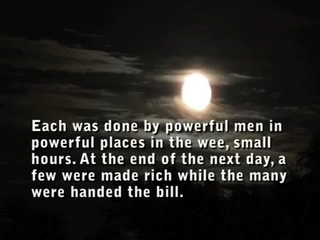 Each was done by powerful men in
powerful places in the wee, small
hours. At the end of the next day, a
few were made rich while the many
were handed the bill.